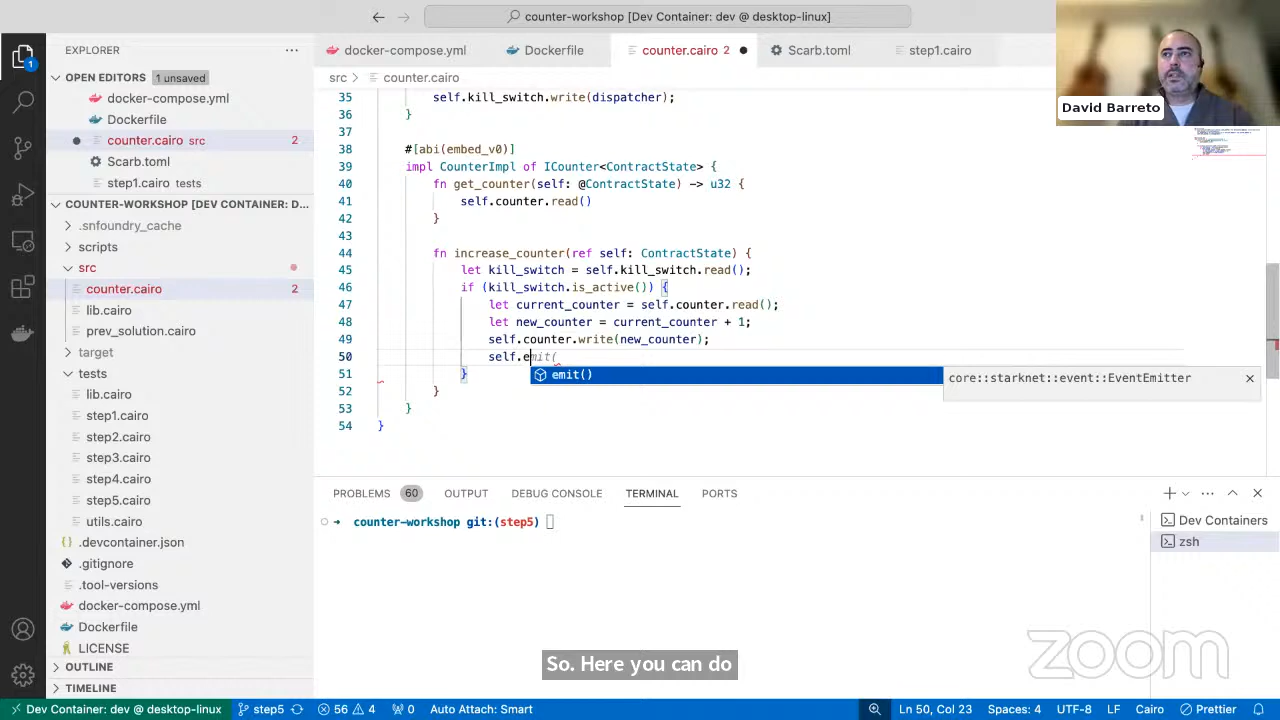 counter-workshop [Dev Container: dev @ desktop-linux]
EXPLORER
OPEN EDITORS 1 unsaved
docker-compose.yml
Dockerfile
counter.cairo src 2
Scarb.toml
step1.cairo tests
COUNTER-WORKSHOP [DEV CONTAINER: D...
.snfoundry_cache
scripts
src
counter.cairo 2
lib.cairo
prev_solution.cairo
target
tests
lib.cairo
step1.cairo
step2.cairo
step3.cairo
step4.cairo
step5.cairo
utils.cairo
.devcontainer.json
.gitignore
.tool-versions
docker-compose.yml
Dockerfile
LICENSE
OUTLINE
TIMELINE
docker-compose.yml Dockerfile counter.cairo 2 Scarb.toml step1.cairo
src > counter.cairo
35 self.kill_switch.write(dispatcher);
36 }
37
38 #[abi(embed_v0)]
39 impl CounterImpl of ICounter<ContractState> {
40 fn get_counter(self: @ContractState) -> u32 {
41 self.counter.read()
42 }
43
44 fn increase_counter(ref self: ContractState) {
45 let kill_switch = self.kill_switch.read();
46 if (kill_switch.is_active()) {
47 let current_counter = self.counter.read();
48 let new_counter = current_counter + 1;
49 self.counter.write(new_counter);
50 self.emit(
51 }
52 }
53 }
54 }
emit()
core::starknet::event::EventEmitter
David Barreto
PROBLEMS 60 OUTPUT DEBUG CONSOLE TERMINAL PORTS
counter-workshop git:(step5)
Dev Containers
zsh
So. Here you can do
zoom
1
Dev Container: dev @ desktop-linux step5 56 4 0 Auto Attach: Smart Ln 50, Col 23 Spaces: 4 UTF-8 LF Cairo Prettier